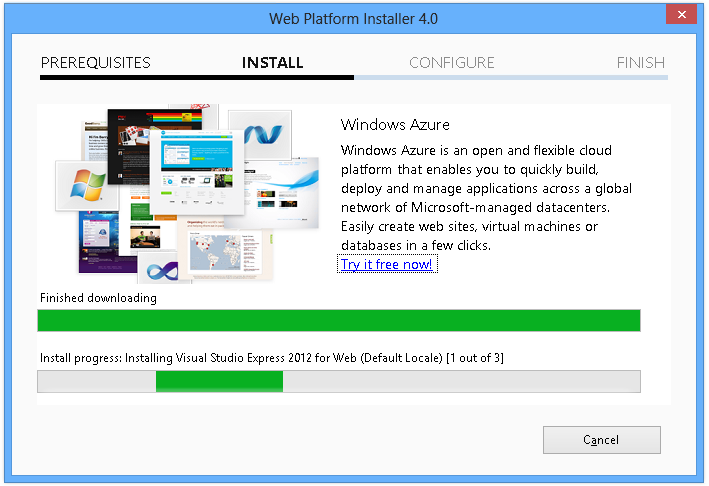 Web Platform Installer 4.0
PREREQUISITES INSTALL CONFIGURE FINISH
Windows Azure
Windows Azure is an open and flexible cloud
platform that enables you to quickly build,
deploy and manage applications across a global
network of Microsoft-managed datacenters.
Easily create web sites, virtual machines or
databases in a few clicks.
Try it free now!
Finished downloading
Install progress: Installing Visual Studio Express 2012 for Web (Default Locale) [1 out of 3]
Cancel